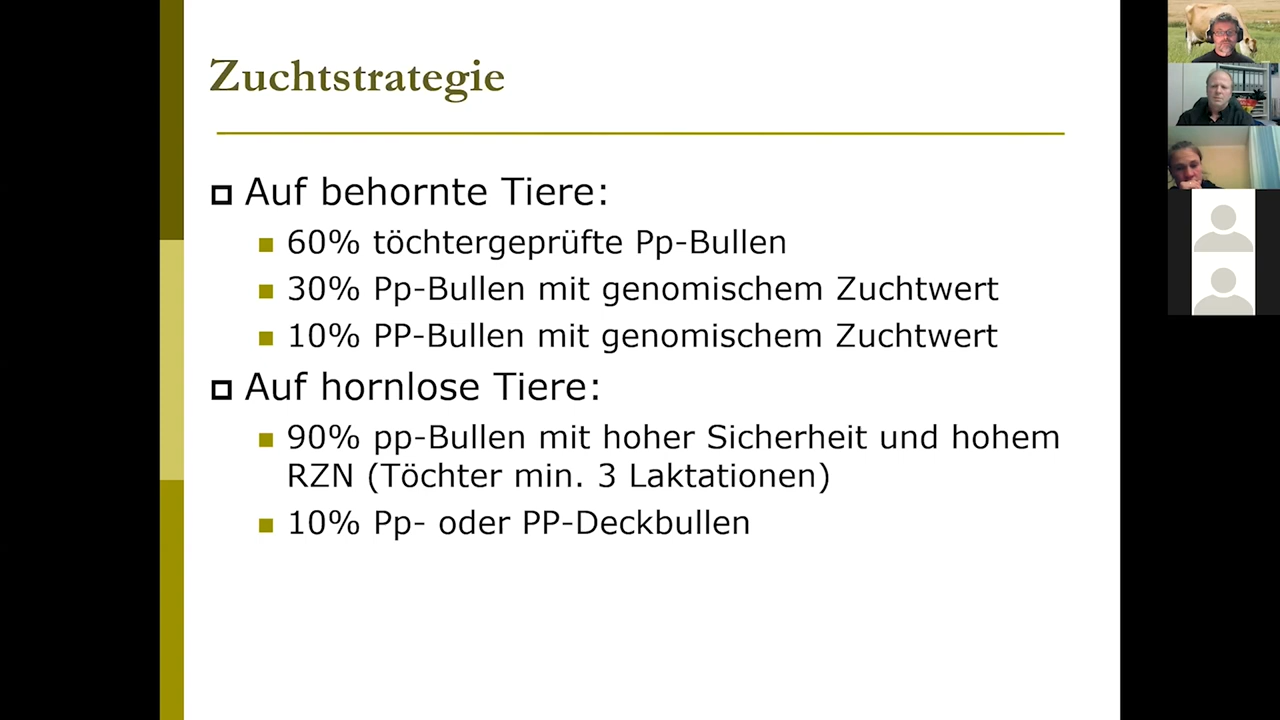 Zuchtstrategie
Auf behornte Tiere:
60% töchtergeprüfte Pp-Bullen
30% Pp-Bullen mit genomischem Zuchtwert
10% PP-Bullen mit genomischem Zuchtwert
Auf hornlose Tiere:
90% pp-Bullen mit hoher Sicherheit und hohem
RZN (Töchter min. 3 Laktationen)
10% Pp- oder PP-Deckbullen